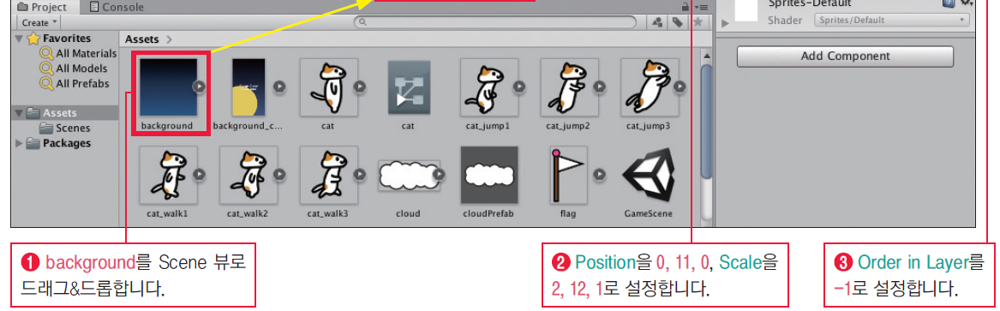 Project
Console
Sprites-Default
Create
Shader
Sprites/Default
Favorites
Assets
All Materials
All Models
All Prefabs
Add Component
Assets
Scenes
Packages
background
background_c...
cat
cat
cat_jump1
cat_jump2
cat_jump3
cat_walk1
cat_walk2
cat_walk3
cloud
cloudPrefab
flag
GameScene
❶ background를 Scene 뷰로
드래그&드롭합니다.
❷ Position을 0, 11, 0, Scale을
2, 12, 1로 설정합니다.
❸ Order in Layer를
-1로 설정합니다.